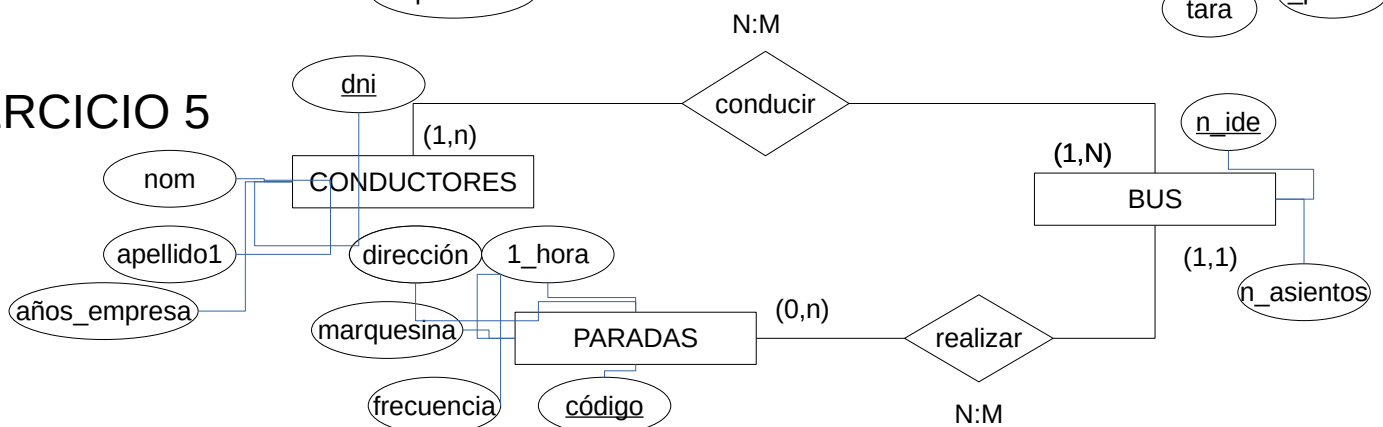 tara
N:M
dni
conducir
RCICIO 5
n_ide
(1,n)
(1,N)
nom
CONDUCTORES
BUS
apellido1
dirección
1_hora
(1,1)
años_empresa
n_asientos
(0,n)
marquesina
PARADAS
realizar
frecuencia
código
N:M